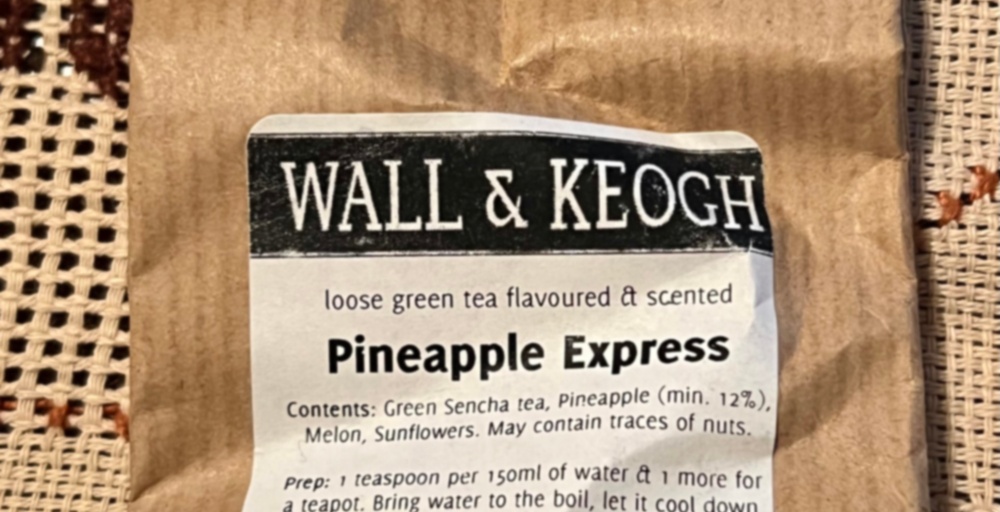 WALL & KEOGH
loose green tea flavoured & scented
Pineapple Express
Contents: Green Sencha tea, Pineapple (min. 12%),
Melon, Sunflowers. May contain traces of nuts.
Prep: 1 teaspoon per 150ml of water & 1 more for
a teapot. Bring water to the boil, let it cool down